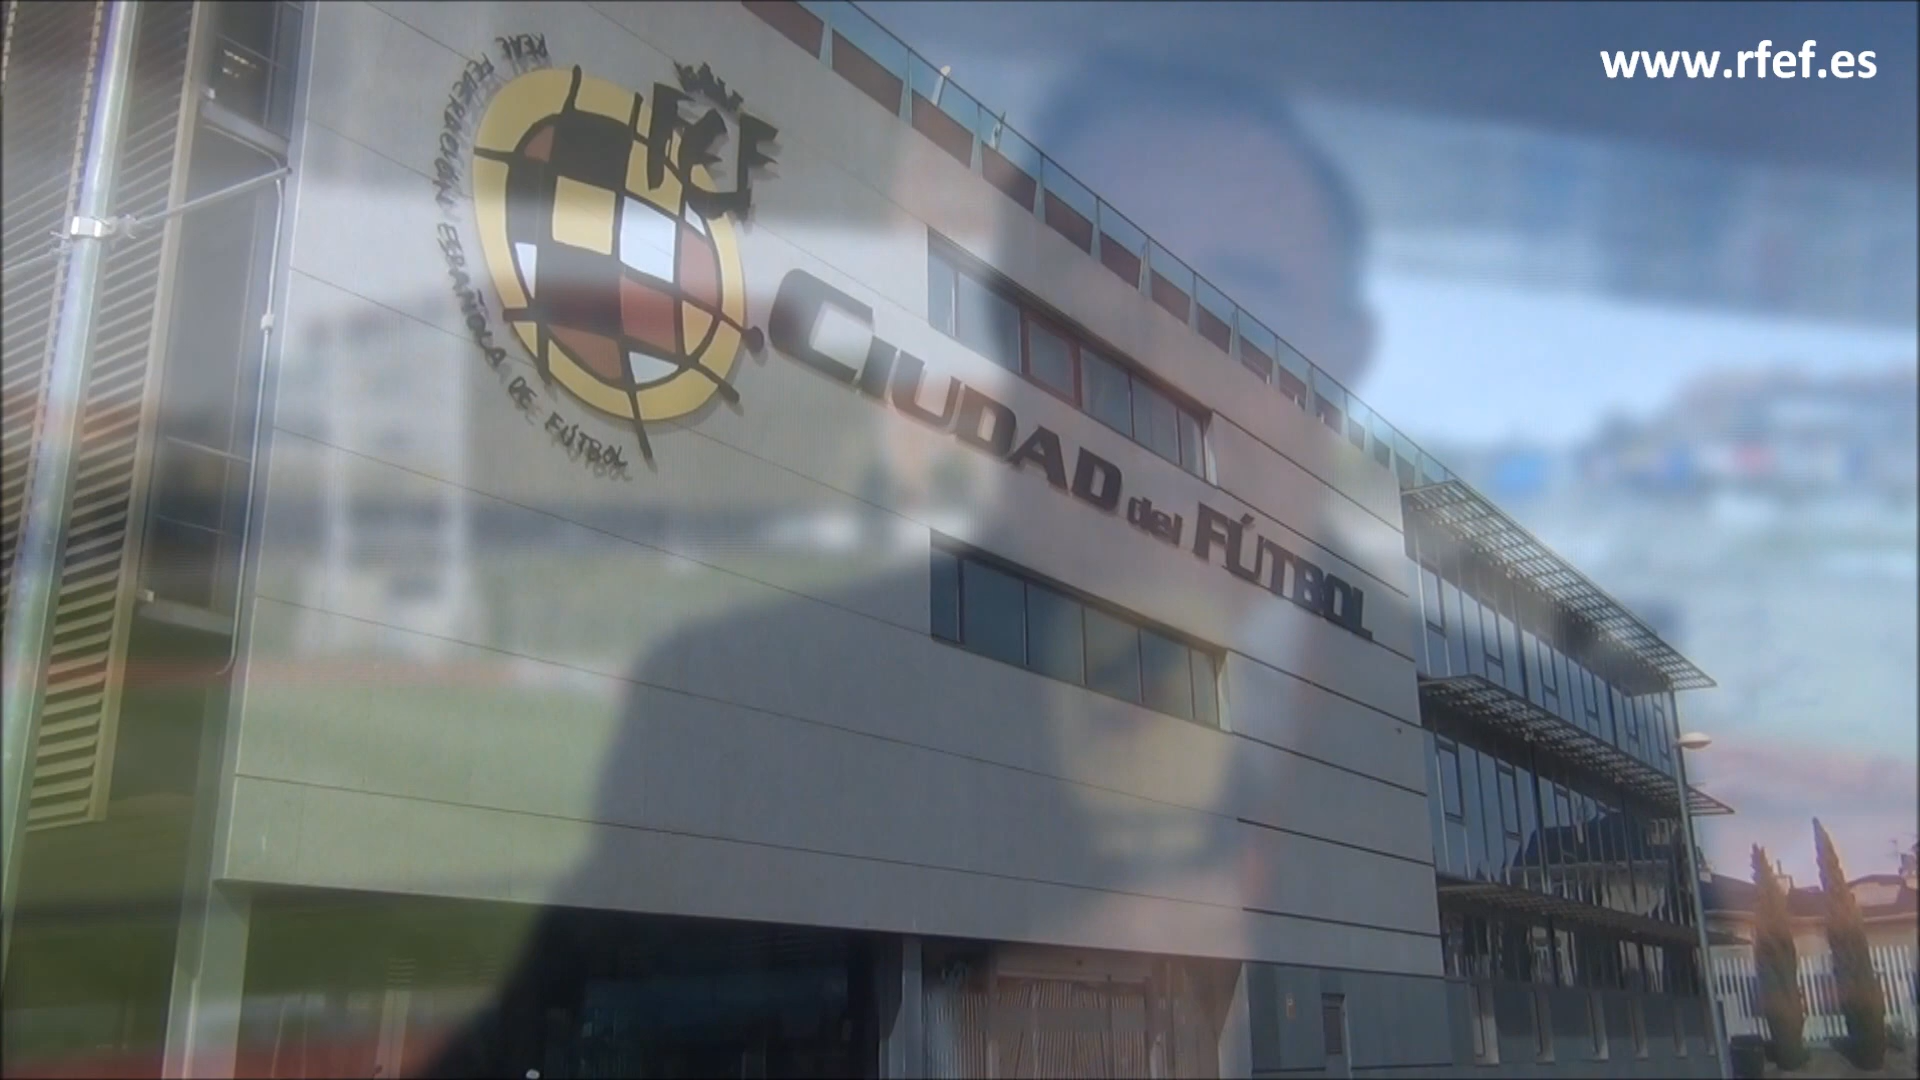 www.rfef.es
REAL FEDERACIÓN ESPAÑOLA DE FÚTBOL
RFEF
CIUDAD del FÚTBOL